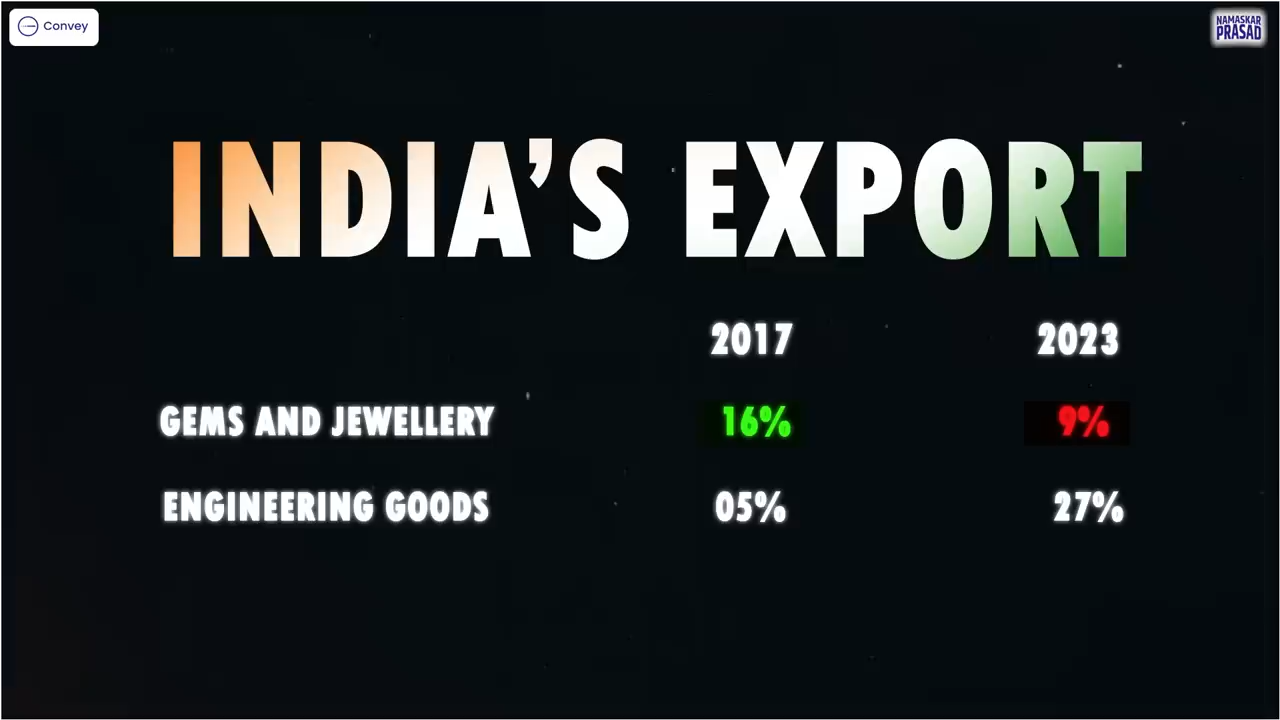 Convey
NAMASKAR
PRASAD
INDIA'S EXPORT
2017 2023
GEMS AND JEWELLERY 16% 9%
ENGINEERING GOODS 05% 27%